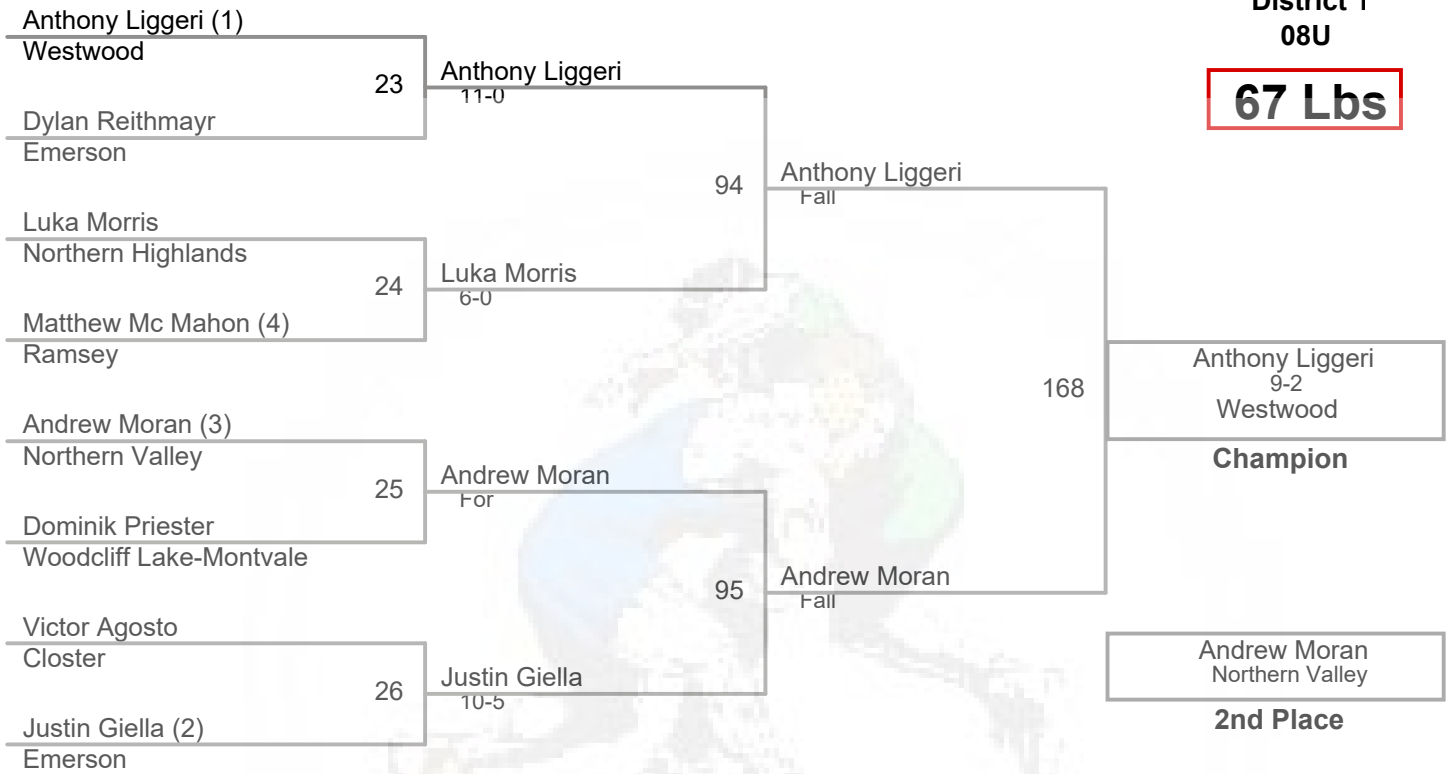 District 1
08U
67 Lbs
Anthony Liggeri (1)
Westwood
23
Dylan Reithmayr
Emerson
Luka Morris
Northern Highlands
24
Matthew Mc Mahon (4)
Ramsey
Andrew Moran (3)
Northern Valley
25
Dominik Priester
Woodcliff Lake-Montvale
Victor Agosto
Closter
26
Justin Giella (2)
Emerson
Anthony Liggeri
11-0
94
Luka Morris
6-0
Andrew Moran
For
95
Justin Giella
10-5
Anthony Liggeri
Fall
168
Andrew Moran
Fall
Anthony Liggeri
9-2
Westwood
Champion
Andrew Moran
Northern Valley
2nd Place